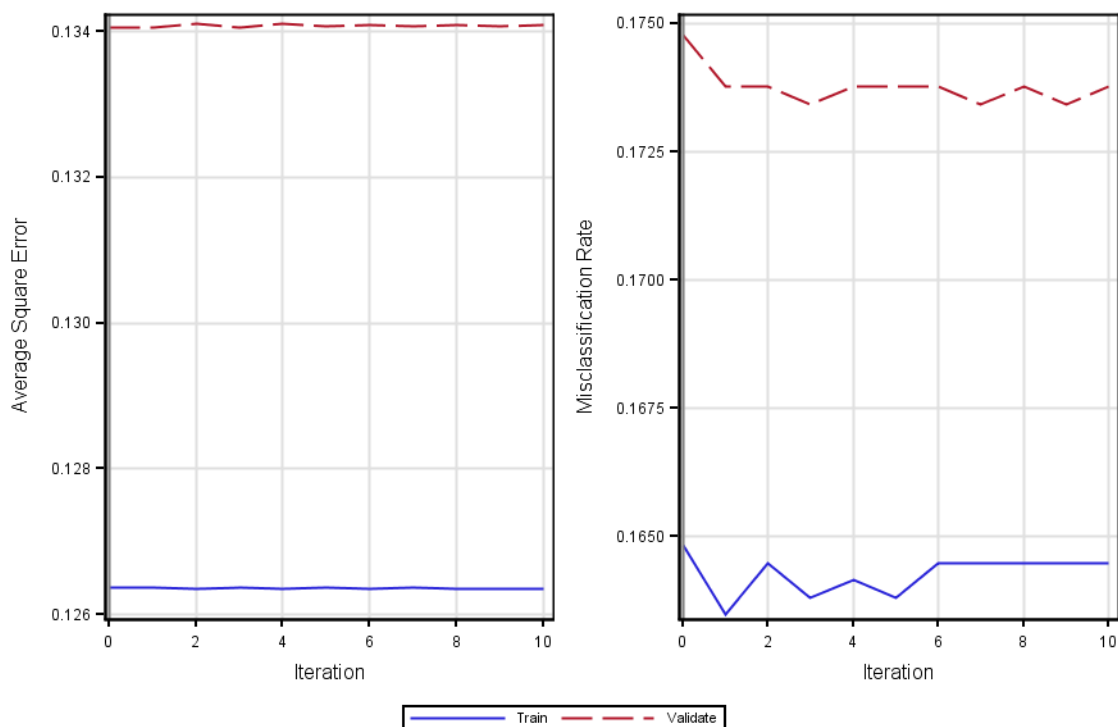 Average Square Error
0.134
0.132
0.130
0.128
0.126
0 2 4 6 8 10
Iteration
Misclassification Rate
0.1750
0.1725
0.1700
0.1675
0.1650
0 2 4 6 8 10
Iteration
Train Validate